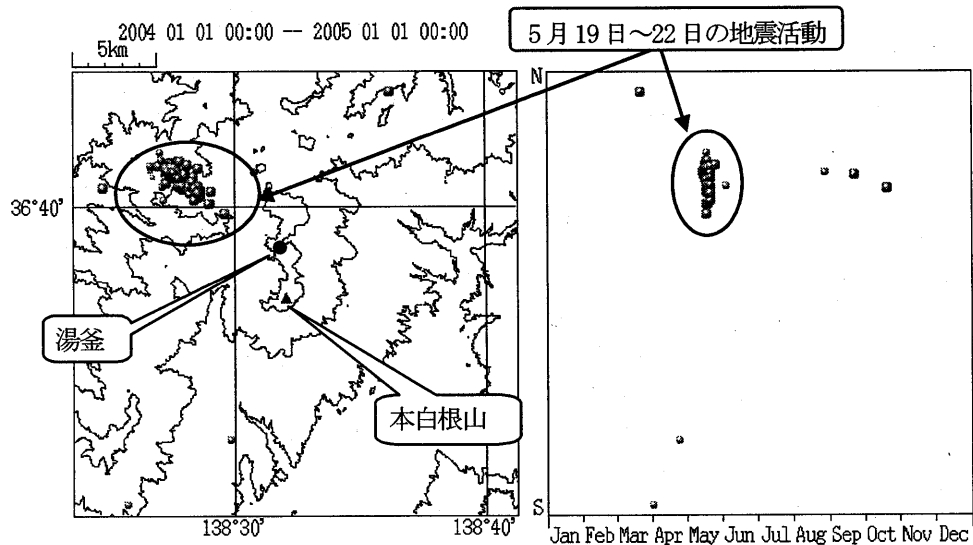 2004 01 01 00:00 -- 2005 01 01 00:00
5km
5月19日～22日の地震活動
N
36°40'
湯釜
本白根山
S
138°30' 138°40'
Jan Feb Mar Apr May Jun Jul Aug Sep Oct Nov Dec